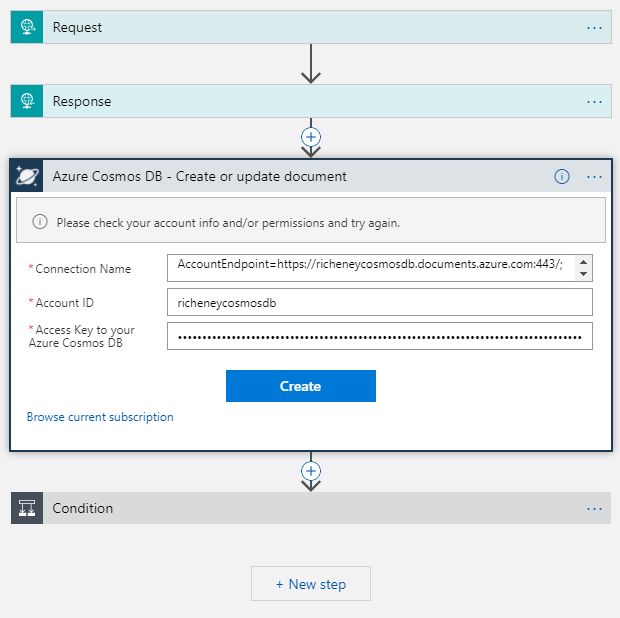 Request
Response
Azure Cosmos DB - Create or update document
Please check your account info and/or permissions and try again.
*Connection Name
AccountEndpoint=https://richeneycosmosdb.documents.azure.com:443/;
*Account ID
richeneycosmosdb
*Access Key to your
Azure Cosmos DB
Create
Browse current subscription
Condition
+ New step